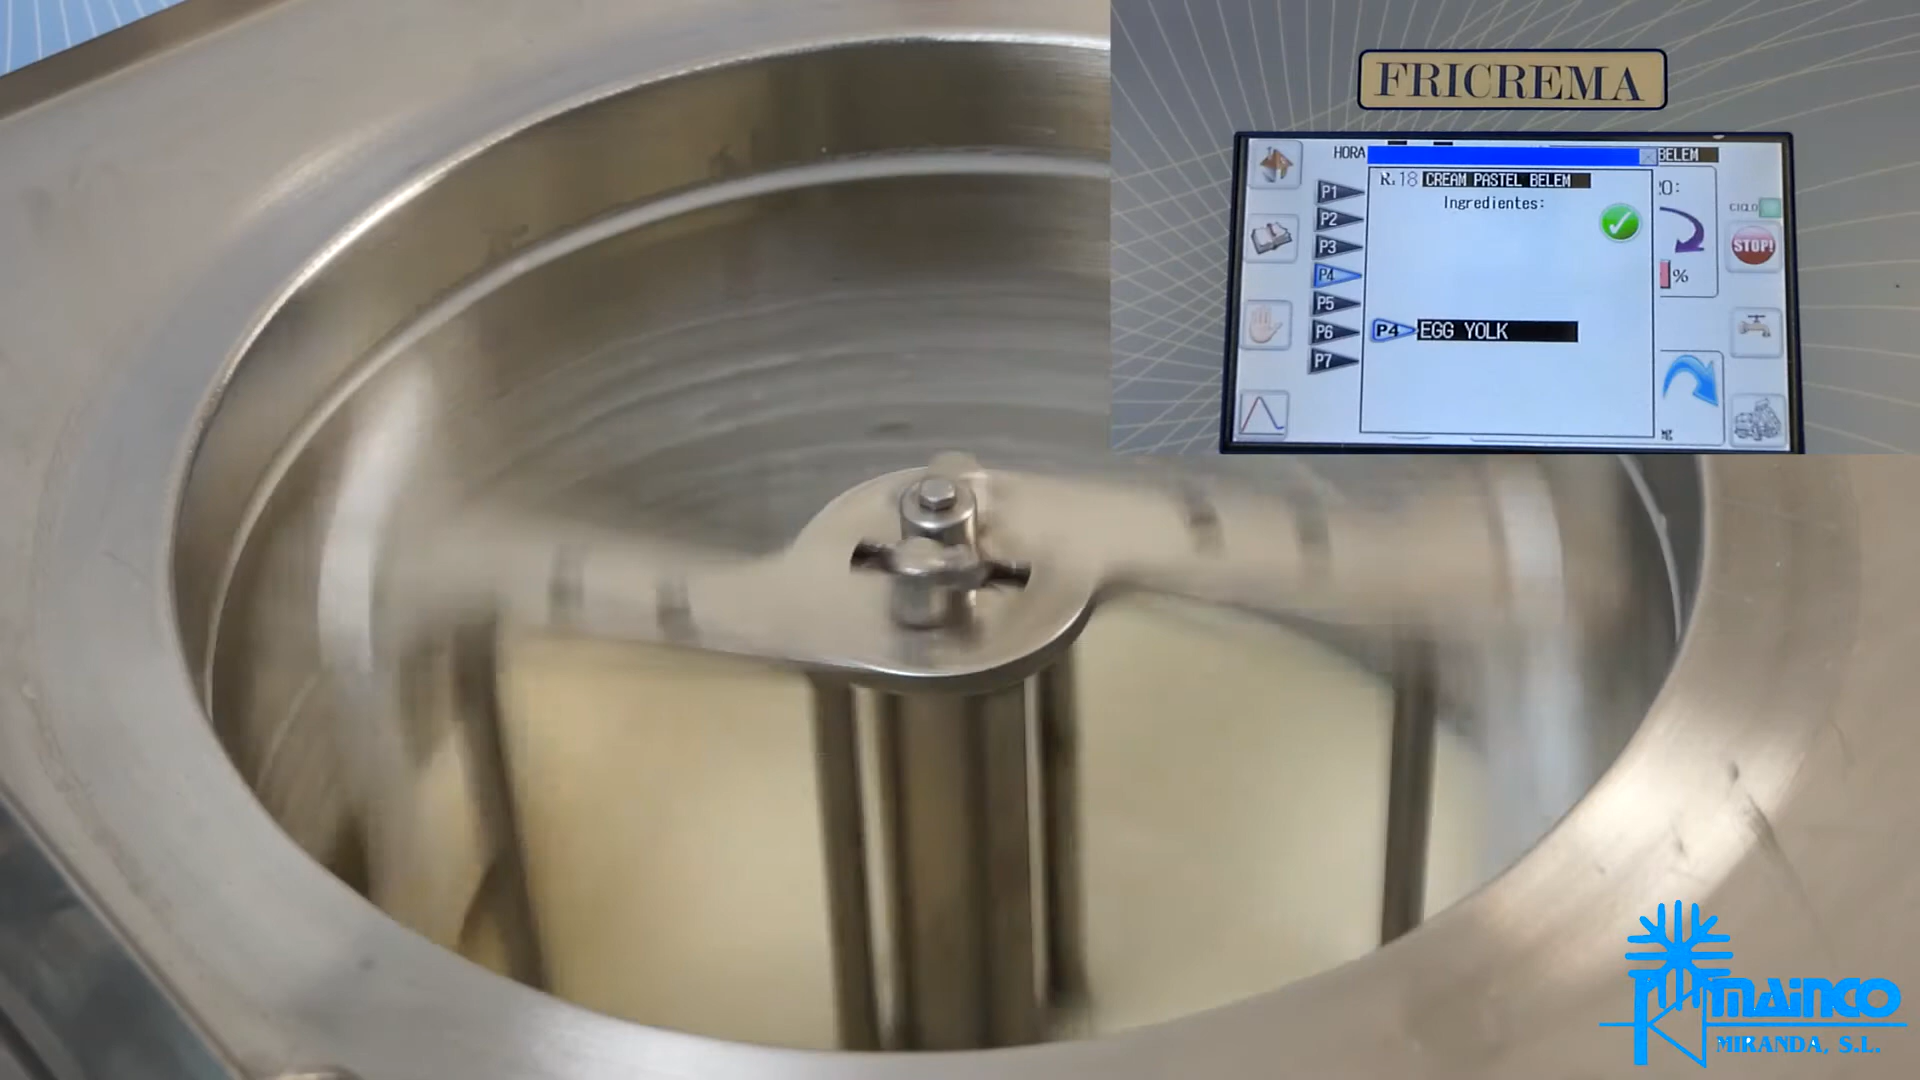 FRICREMA
HORA
BELEM
R.18 CREAM PASTEL BELEM
Ingredientes:
P1
P2
P3
P4
P5
P6
P7
P4 EGG YOLK
CICLO
STOP!
%
MAINCO
MIRANDA, S.L.